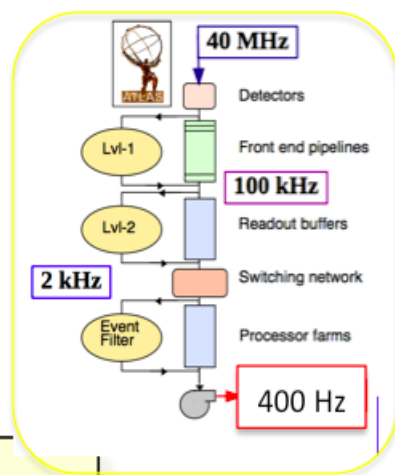 40 MHz
ATLAS
Detectors
Lvl-1
Front end pipelines
100 kHz
Lvl-2
Readout buffers
2 kHz
Switching network
Event
Filter
Processor farms
400 Hz